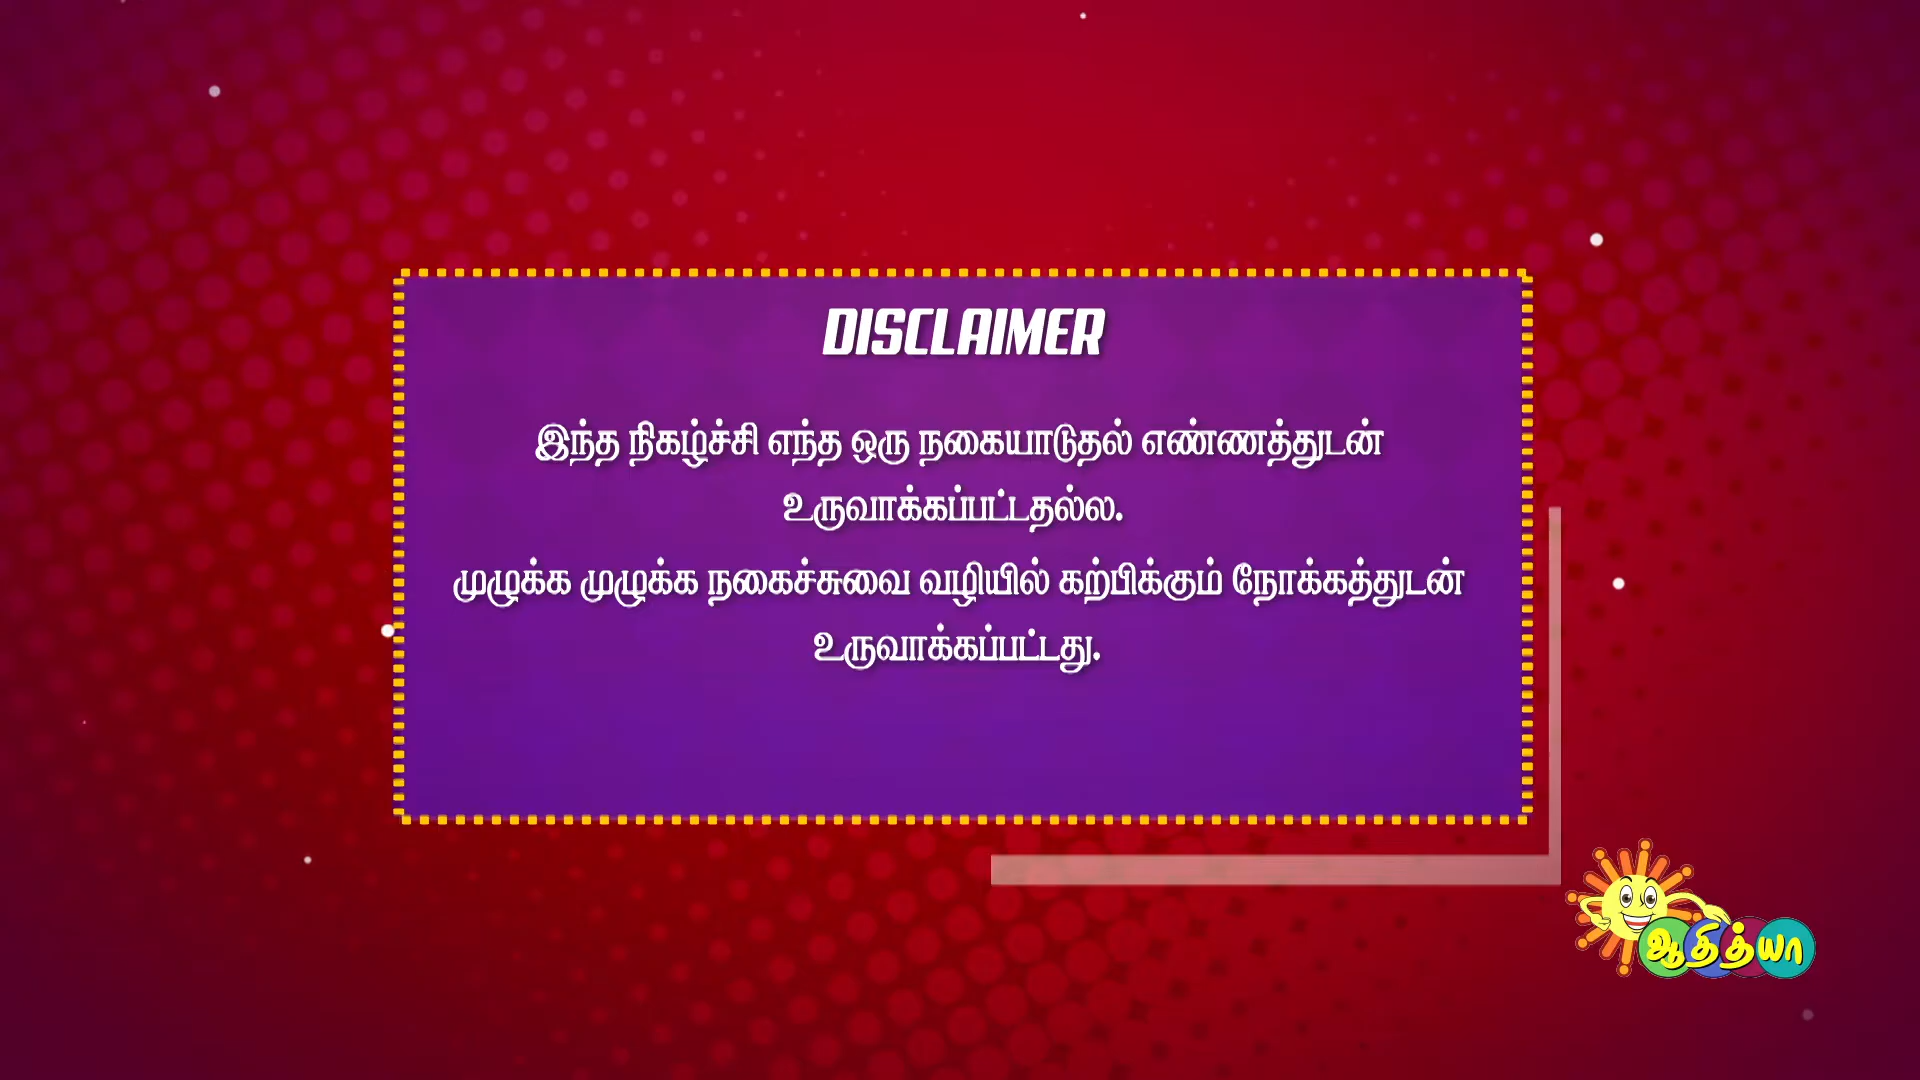 DISCLAIMER
இந்த நிகழ்ச்சி எந்த ஒரு நகையாடுதல் எண்ணத்துடன்
உருவாக்கப்பட்டதல்ல.
முழுக்க முழுக்க நகைச்சுவை வழியில் கற்பிக்கும் நோக்கத்துடன்
உருவாக்கப்பட்டது.
ஆதித்யா